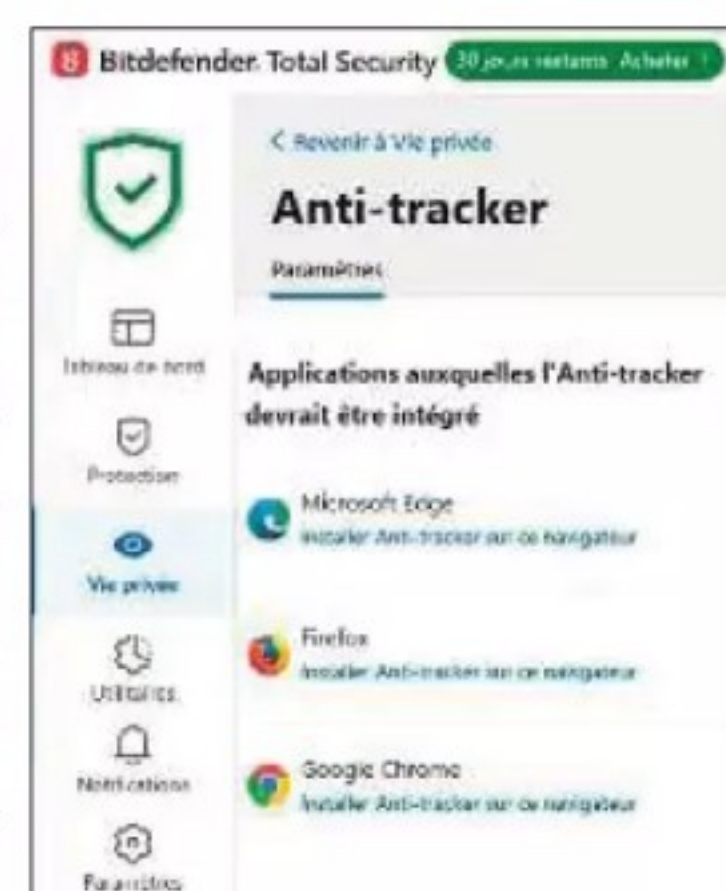 B Bitdefender Total Security
30 jours restants Acheter
< Revenir à Vie privée
Anti-tracker
Paramètres
Tableau de bord
Protection
Vie privée
Utilitaires
Notifications
Paramètres
Applications auxquelles l'Anti-tracker
devrait être intégré
Microsoft Edge
Installer Anti-tracker sur ce navigateur
Firefox
Installer Anti-tracker sur ce navigateur
Google Chrome
Installer Anti-tracker sur ce navigateur